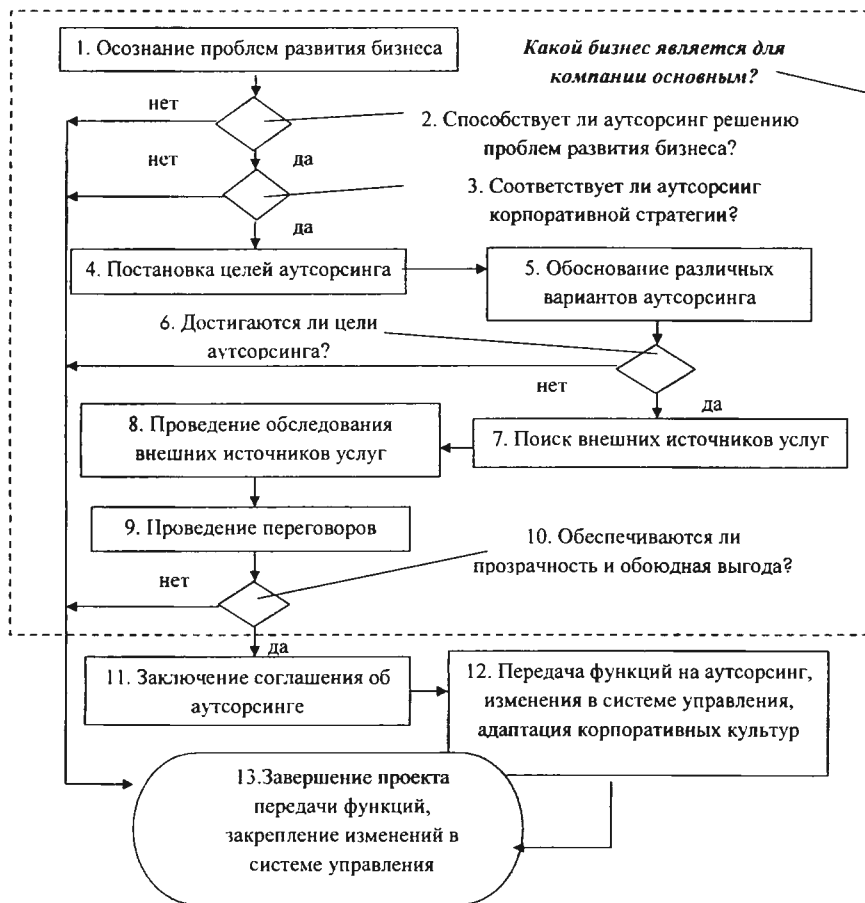 1. Осознание проблем развития бизнеса
Какой бизнес является для
компании основным?
нет
2. Способствует ли аутсорсинг решению
проблем развития бизнеса?
нет
да
3. Соответствует ли аутсорсинг
корпоративной стратегии?
да
4. Постановка целей аутсорсинга
5. Обоснование различных
вариантов аутсорсинга
6. Достигаются ли цели
аутсорсинга?
нет
да
8. Проведение обследования
внешних источников услуг
7. Поиск внешних источников услуг
9. Проведение переговоров
10. Обеспечиваются ли
прозрачность и обоюдная выгода?
нет
да
11. Заключение соглашения об
аутсорсинге
12. Передача функций на аутсорсинг,
изменения в системе управления,
адаптация корпоративных культур
13.Завершение проекта
передачи функций,
закрепление изменений в
системе управления